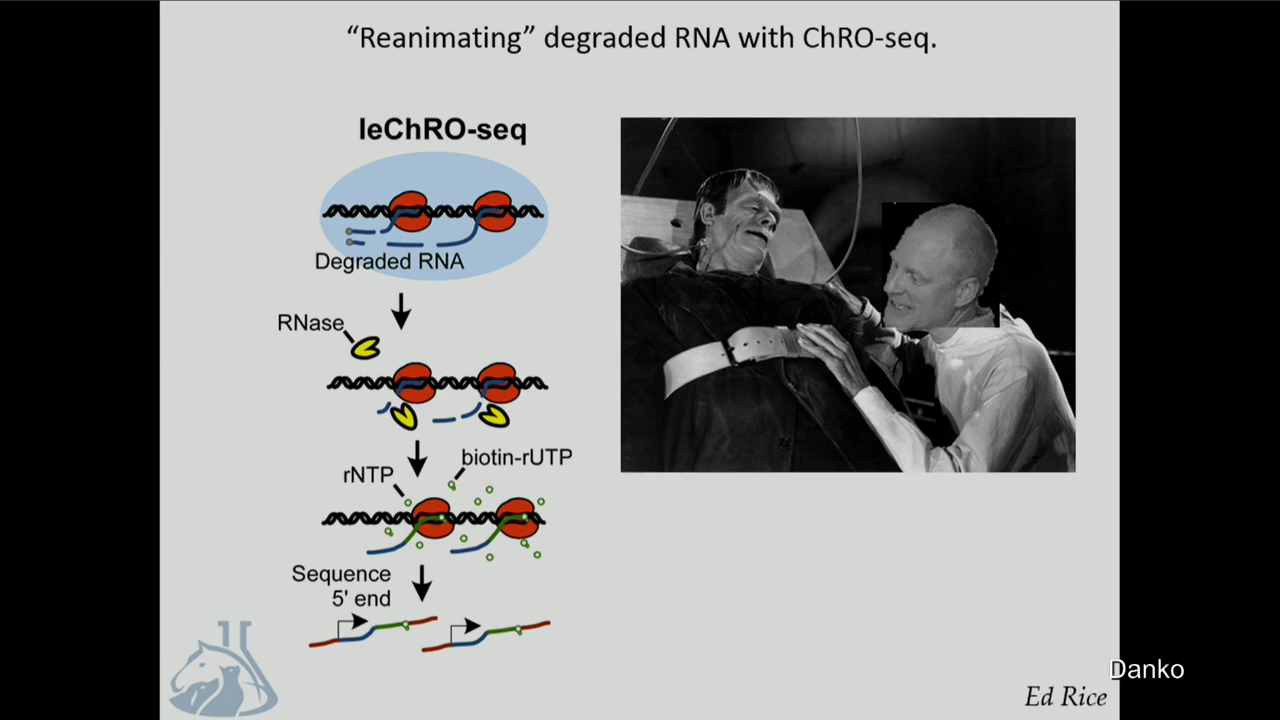 “Reanimating” degraded RNA with ChRO-seq.
leChRO-seq
Degraded RNA
RNase
rNTP
biotin-rUTP
Sequence
5' end
Danko
Ed Rice